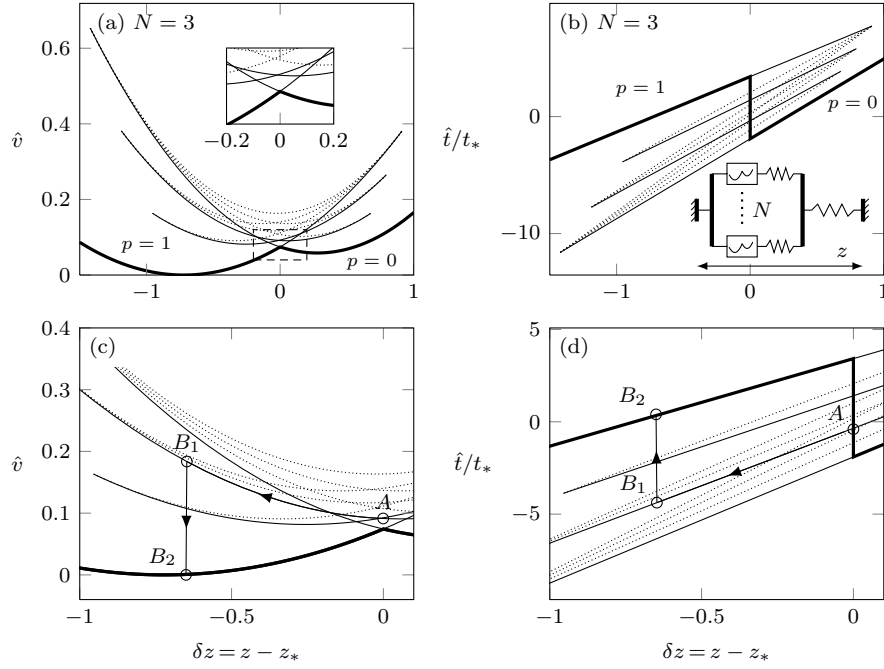 (a) N = 3
0.6
0.4
0.2
0
v̂
−0.2 0 0.2
p = 1
p = 0
−1 0 1
(b) N = 3
0
−10
t̂/t∗
p = 1
p = 0
N
z
−1 0 1
(c)
0.4
0.3
0.2
0.1
0
v̂
B₁
A
B₂
−1 −0.5 0
δz = z − z∗
(d)
5
0
−5
t̂/t∗
B₂
A
B₁
−1 −0.5 0
δz = z − z∗